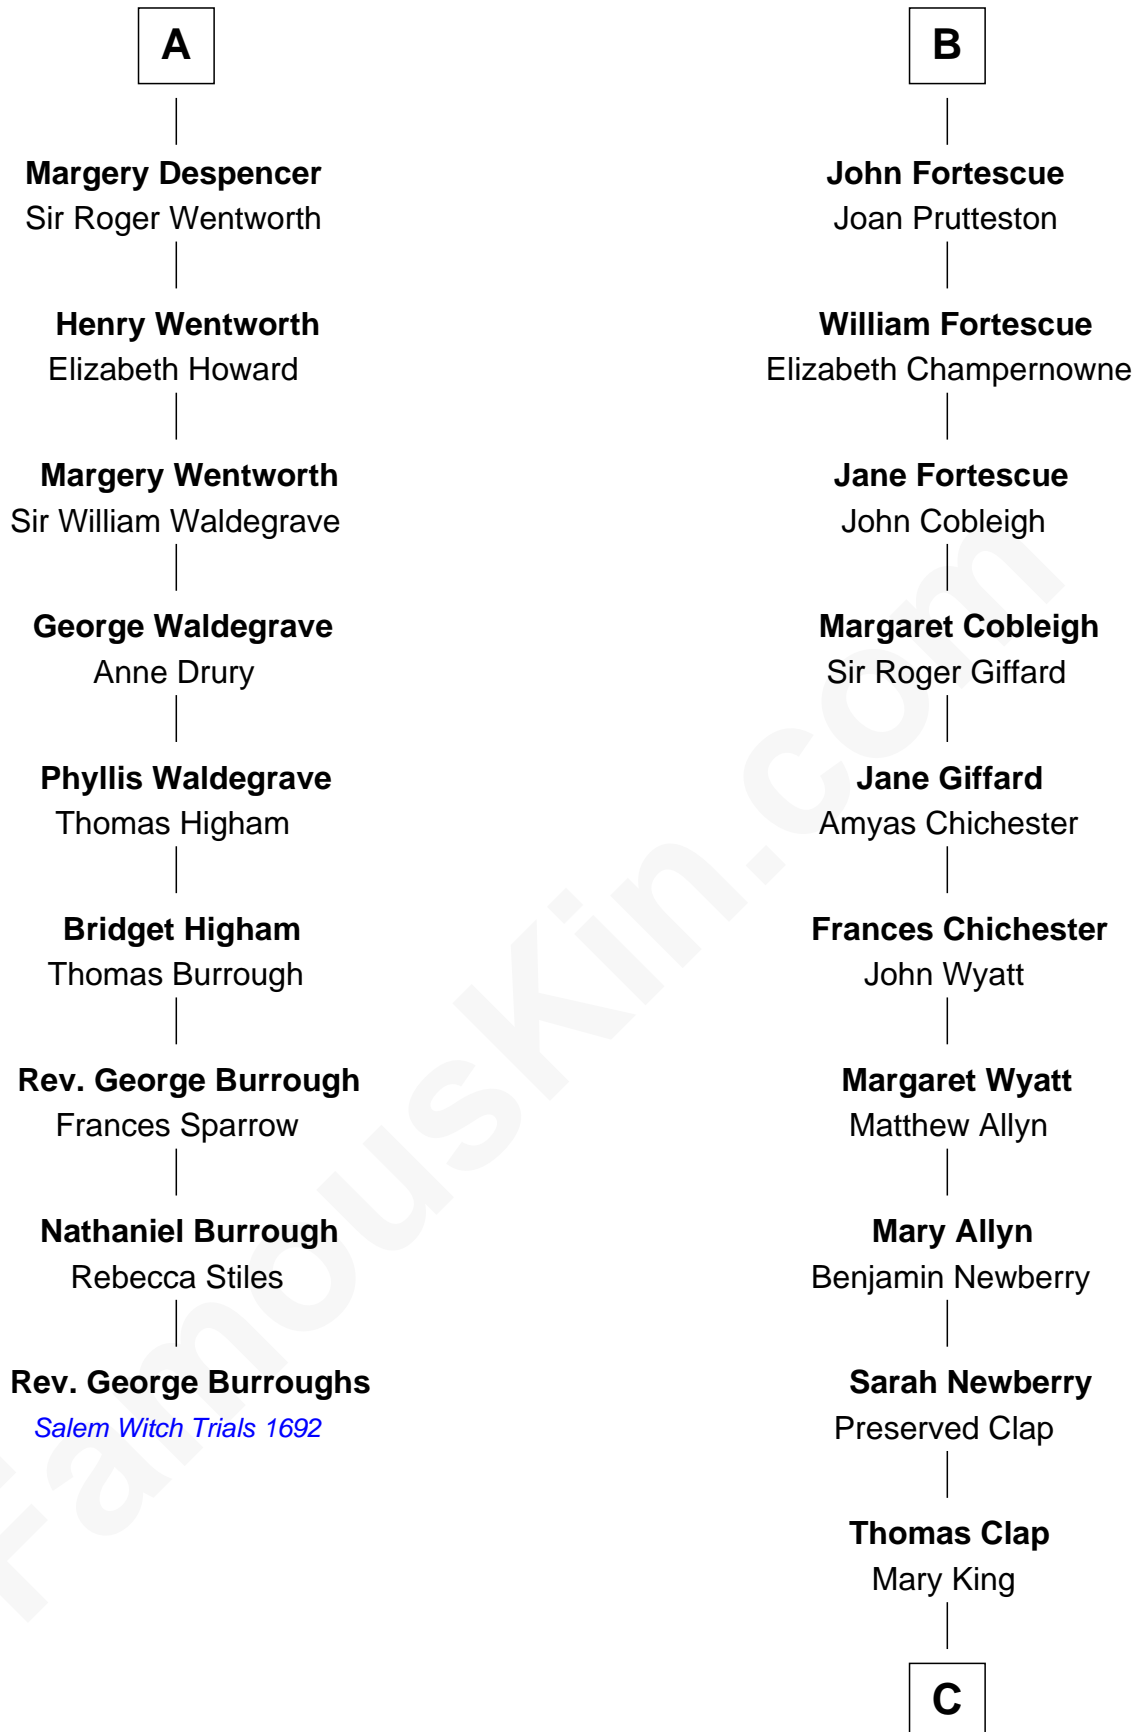 A
Margery Despencer
Sir Roger Wentworth
Henry Wentworth
Elizabeth Howard
Margery Wentworth
Sir William Waldegrave
George Waldegrave
Anne Drury
Phyllis Waldegrave
Thomas Higham
Bridget Higham
Thomas Burrough
Rev. George Burrough
Frances Sparrow
Nathaniel Burrough
Rebecca Stiles
Rev. George Burroughs
Salem Witch Trials 1692
B
John Fortescue
Joan Prutteston
William Fortescue
Elizabeth Champernowne
Jane Fortescue
John Cobleigh
Margaret Cobleigh
Sir Roger Giffard
Jane Giffard
Amyas Chichester
Frances Chichester
John Wyatt
Margaret Wyatt
Matthew Allyn
Mary Allyn
Benjamin Newberry
Sarah Newberry
Preserved Clap
Thomas Clap
Mary King
C
FamousKin.com